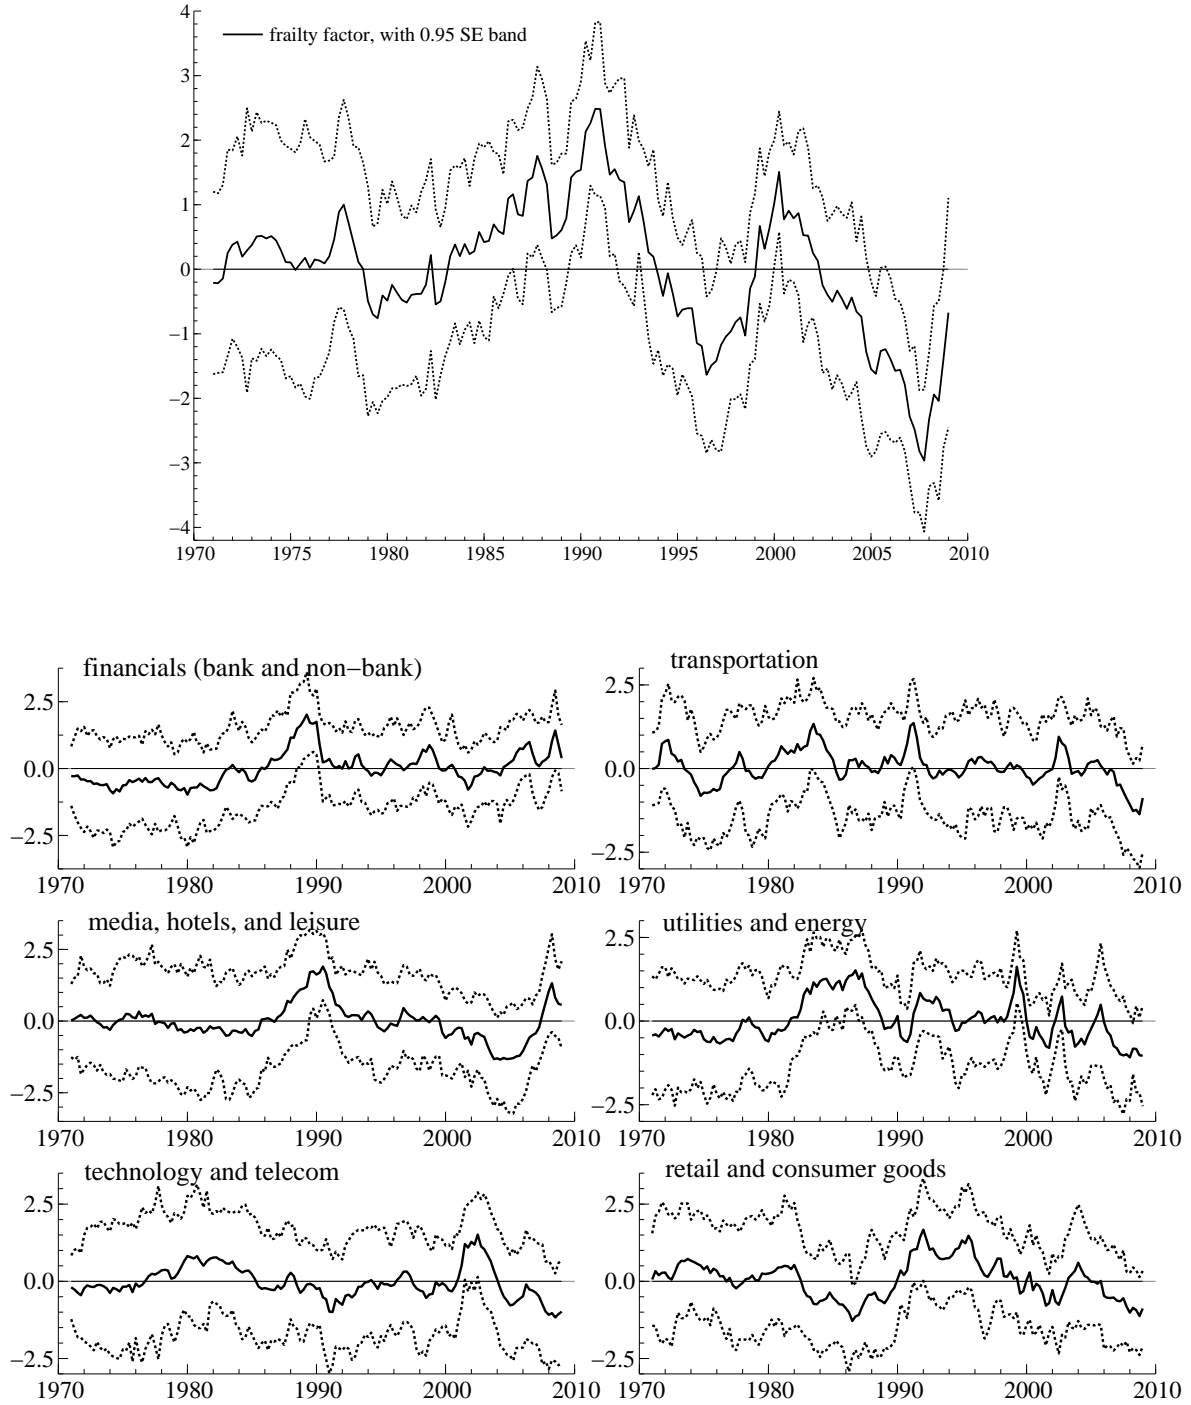 4
frailty factor, with 0.95 SE band
3
2
1
0
−1
−2
−3
−4
1970 1975 1980 1985 1990 1995 2000 2005 2010
financials (bank and non−bank)
2.5
0.0
−2.5
1970 1980 1990 2000 2010
transportation
2.5
0.0
−2.5
1970 1980 1990 2000 2010
media, hotels, and leisure
2.5
0.0
−2.5
1970 1980 1990 2000 2010
utilities and energy
2.5
0.0
−2.5
1970 1980 1990 2000 2010
technology and telecom
2.5
0.0
−2.5
1970 1980 1990 2000 2010
retail and consumer goods
2.5
0.0
−2.5
1970 1980 1990 2000 2010